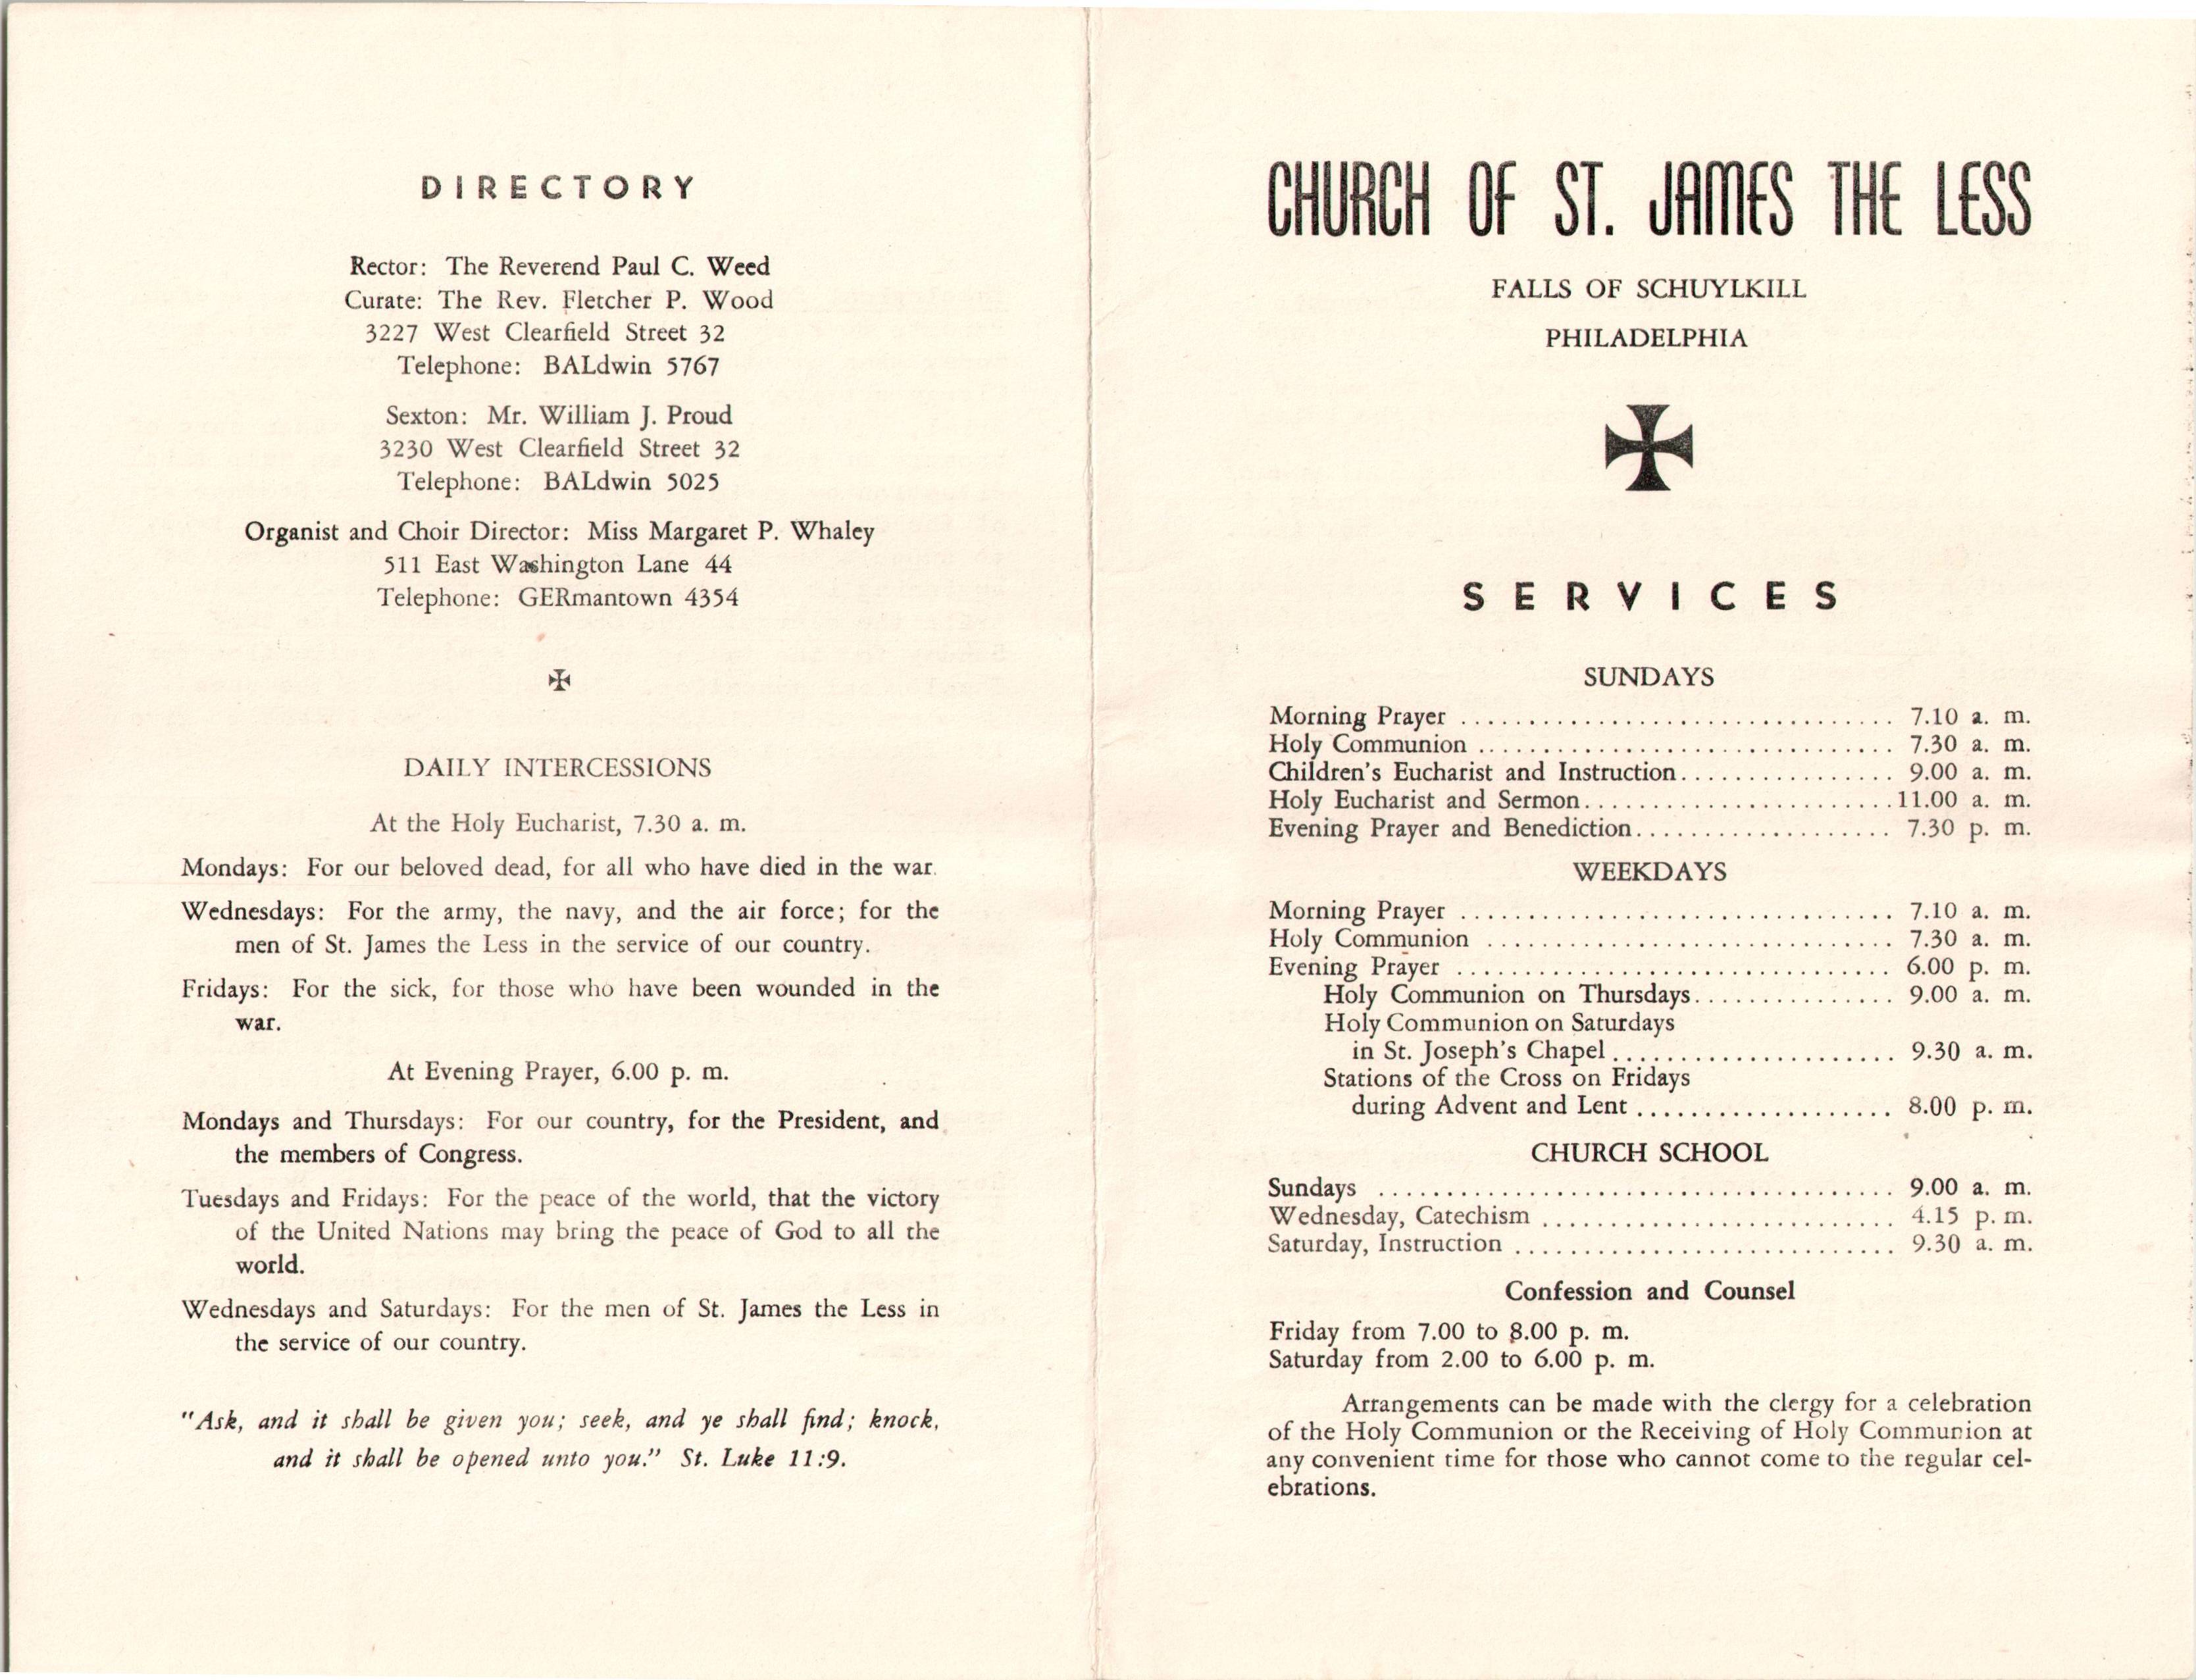 DIRECTORY
Rector: The Reverend Paul C. Weed
Curate: The Rev. Fletcher P. Wood
3227 West Clearfield Street 32
Telephone: BALdwin 5767
Sexton: Mr. William J. Proud
3230 West Clearfield Street 32
Telephone: BALdwin 5025
Organist and Choir Director: Miss Margaret P. Whaley
511 East Washington Lane 44
Telephone: GERmantown 4354
✠
DAILY INTERCESSIONS
At the Holy Eucharist, 7.30 a. m.
Mondays: For our beloved dead, for all who have died in the war.
Wednesdays: For the army, the navy, and the air force; for the
men of St. James the Less in the service of our country.
Fridays: For the sick, for those who have been wounded in the
war.
At Evening Prayer, 6.00 p. m.
Mondays and Thursdays: For our country, for the President, and
the members of Congress.
Tuesdays and Fridays: For the peace of the world, that the victory
of the United Nations may bring the peace of God to all the
world.
Wednesdays and Saturdays: For the men of St. James the Less in
the service of our country.
"Ask, and it shall be given you; seek, and ye shall find; knock,
and it shall be opened unto you." St. Luke 11:9.
CHURCH OF ST. JAMES THE LESS
FALLS OF SCHUYLKILL
PHILADELPHIA
SERVICES
SUNDAYS
Morning Prayer ................................ 7.10 a. m.
Holy Communion ............................... 7.30 a. m.
Children's Eucharist and Instruction................ 9.00 a. m.
Holy Eucharist and Sermon.......................11.00 a. m.
Evening Prayer and Benediction................... 7.30 p. m.
WEEKDAYS
Morning Prayer ................................ 7.10 a. m.
Holy Communion .............................. 7.30 a. m.
Evening Prayer ................................ 6.00 p. m.
Holy Communion on Thursdays............... 9.00 a. m.
Holy Communion on Saturdays
in St. Joseph's Chapel..................... 9.30 a. m.
Stations of the Cross on Fridays
during Advent and Lent ................... 8.00 p. m.
CHURCH SCHOOL
Sundays ...................................... 9.00 a. m.
Wednesday, Catechism .......................... 4.15 p. m.
Saturday, Instruction ............................ 9.30 a. m.
Confession and Counsel
Friday from 7.00 to 8.00 p. m.
Saturday from 2.00 to 6.00 p. m.
Arrangements can be made with the clergy for a celebration
of the Holy Communion or the Receiving of Holy Communion at
any convenient time for those who cannot come to the regular cel-
ebrations.